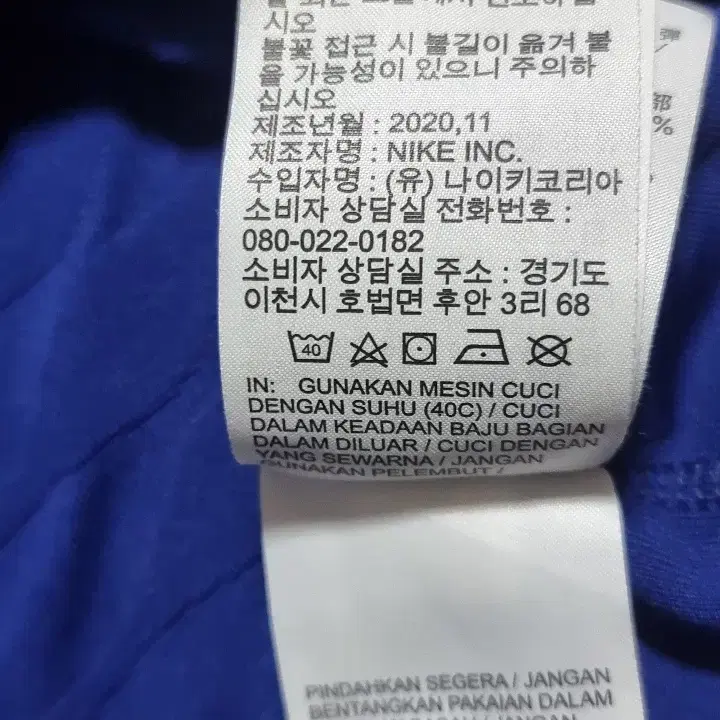 시오
불꽃 접근 시 불길이 옮겨 붙
을 가능성이 있으니 주의하
십시오
제조년월 : 2020,11
제조자명 : NIKE INC.
수입자명 : (유) 나이키코리아
소비자 상담실 전화번호 :
080-022-0182
소비자 상담실 주소 : 경기도
이천시 호법면 후안 3리 68
40
IN: GUNAKAN MESIN CUCI
DENGAN SUHU (40C) / CUCI
DALAM KEADAAN BAJU BAGIAN
DALAM DILUAR / CUCI DENGAN
YANG SEWARNA / JANGAN
GUNAKAN PELEMBUT /
PINDAHKAN SEGERA / JANGAN
BENTANGKAN PAKAIAN DALAM